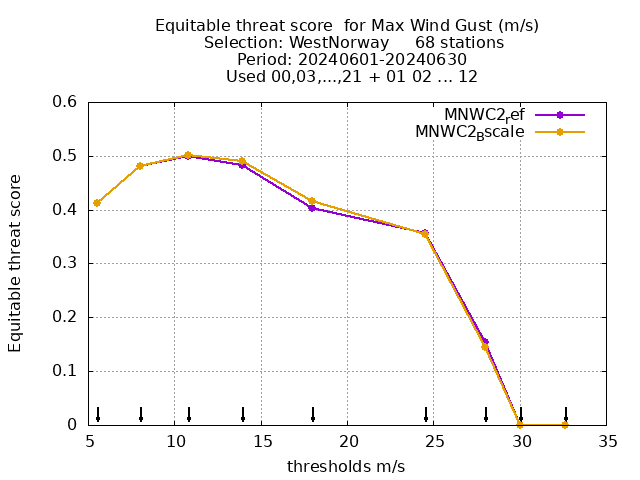 Equitable threat score  for Max Wind Gust (m/s)
Selection: WestNorway     68 stations
Period: 20240601-20240630
Used 00,03,...,21 + 01 02 ... 12
MNWC2ref
MNWC2Bscale
Equitable threat score
0.6
0.5
0.4
0.3
0.2
0.1
0
5 10 15 20 25 30 35
thresholds m/s